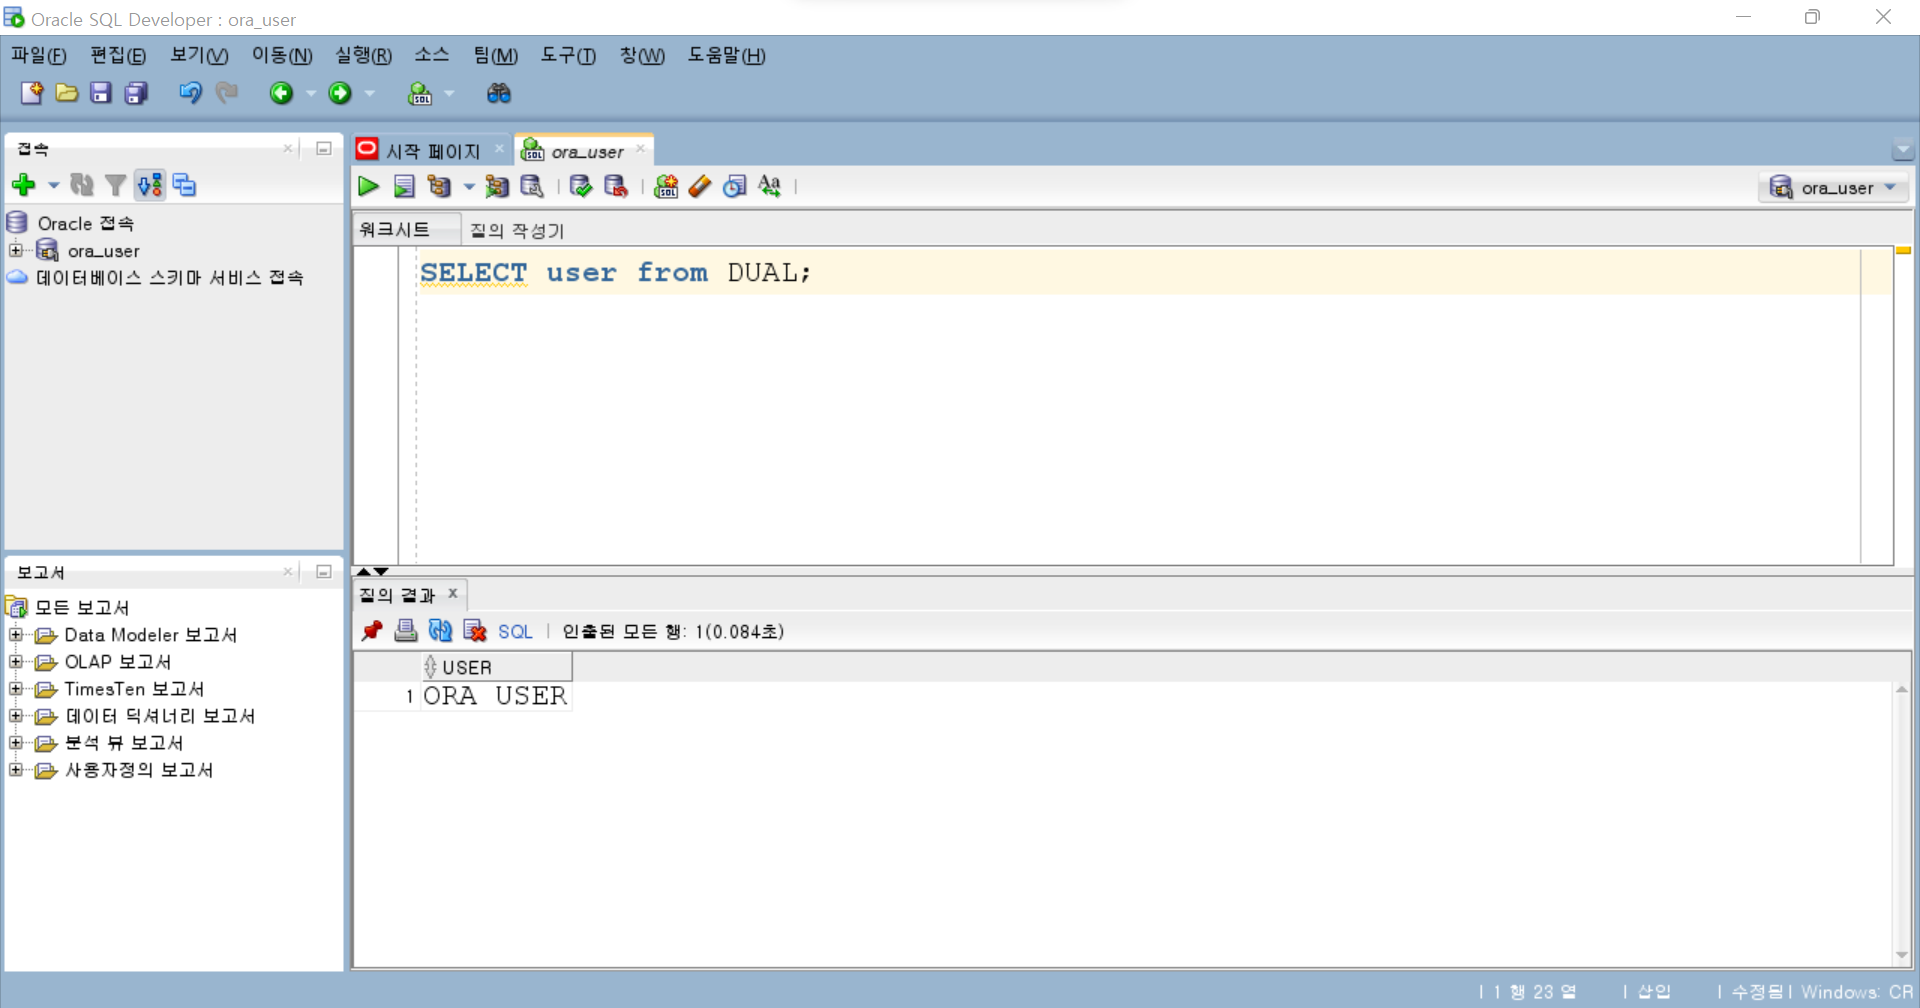 Oracle SQL Developer : ora_user
파일(F) 편집(E) 보기(V) 이동(N) 실행(R) 소스 팀(M) 도구(T) 창(W) 도움말(H)
접속
Oracle 접속
ora_user
데이터베이스 스키마 서비스 접속
보고서
모든 보고서
Data Modeler 보고서
OLAP 보고서
TimesTen 보고서
데이터 딕셔너리 보고서
분석 뷰 보고서
사용자정의 보고서
시작 페이지 ora_user
ora_user
워크시트 질의 작성기
SELECT user from DUAL;
질의 결과
SQL | 인출된 모든 행: 1(0.084초)
USER
1 ORA USER
| 1 행 23 열 | 삽입 | 수정됨 | Windows: CR